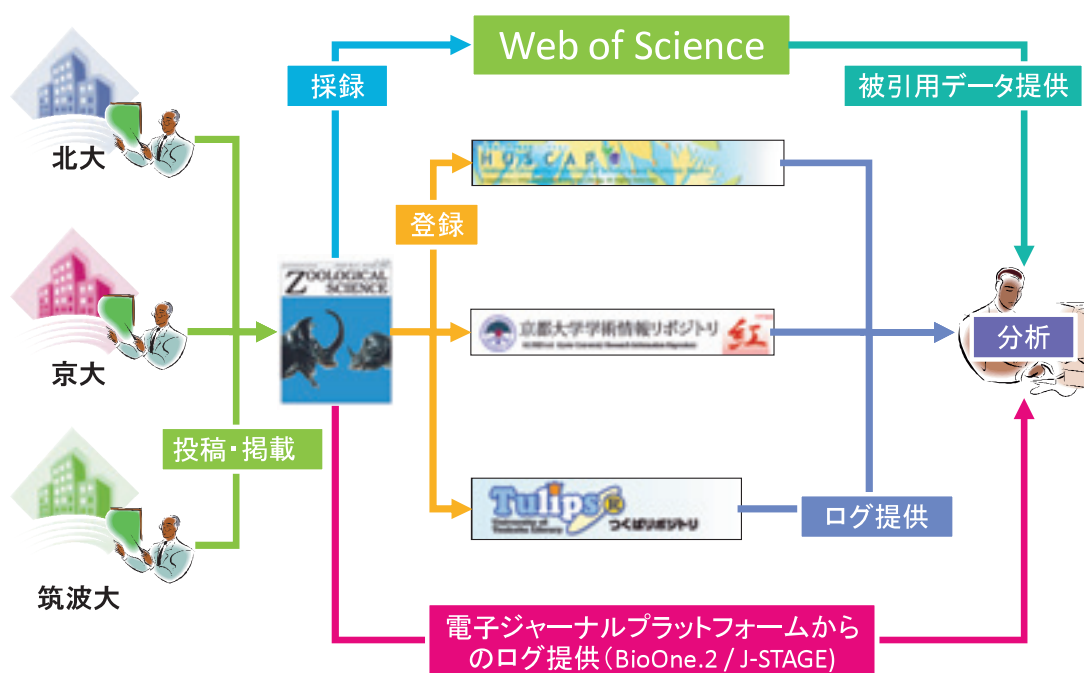 Web of Science
採録
被引用データ提供
北大
HUSCAP
登録
ZOOLOGICAL
SCIENCE
京都大学学術情報リポジトリ
紅
分析
京大
投稿・掲載
Tulips
University of
Tsukuba Library
つくばリポジトリ
ログ提供
筑波大
電子ジャーナルプラットフォームから
のログ提供(BioOne.2 / J-STAGE)